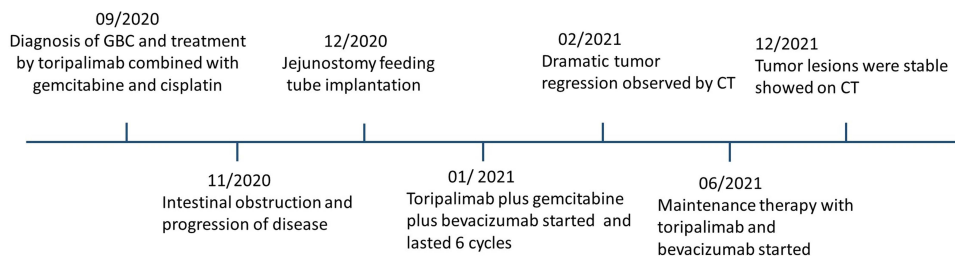 09/2020
Diagnosis of GBC and treatment
by toripalimab combined with
gemcitabine and cisplatin
11/2020
Intestinal obstruction and
progression of disease
12/2020
Jejunostomy feeding
tube implantation
01/ 2021
Toripalimab plus gemcitabine
plus bevacizumab started and
lasted 6 cycles
02/2021
Dramatic tumor
regression observed by CT
06/2021
Maintenance therapy with
toripalimab and
bevacizumab started
12/2021
Tumor lesions were stable
showed on CT